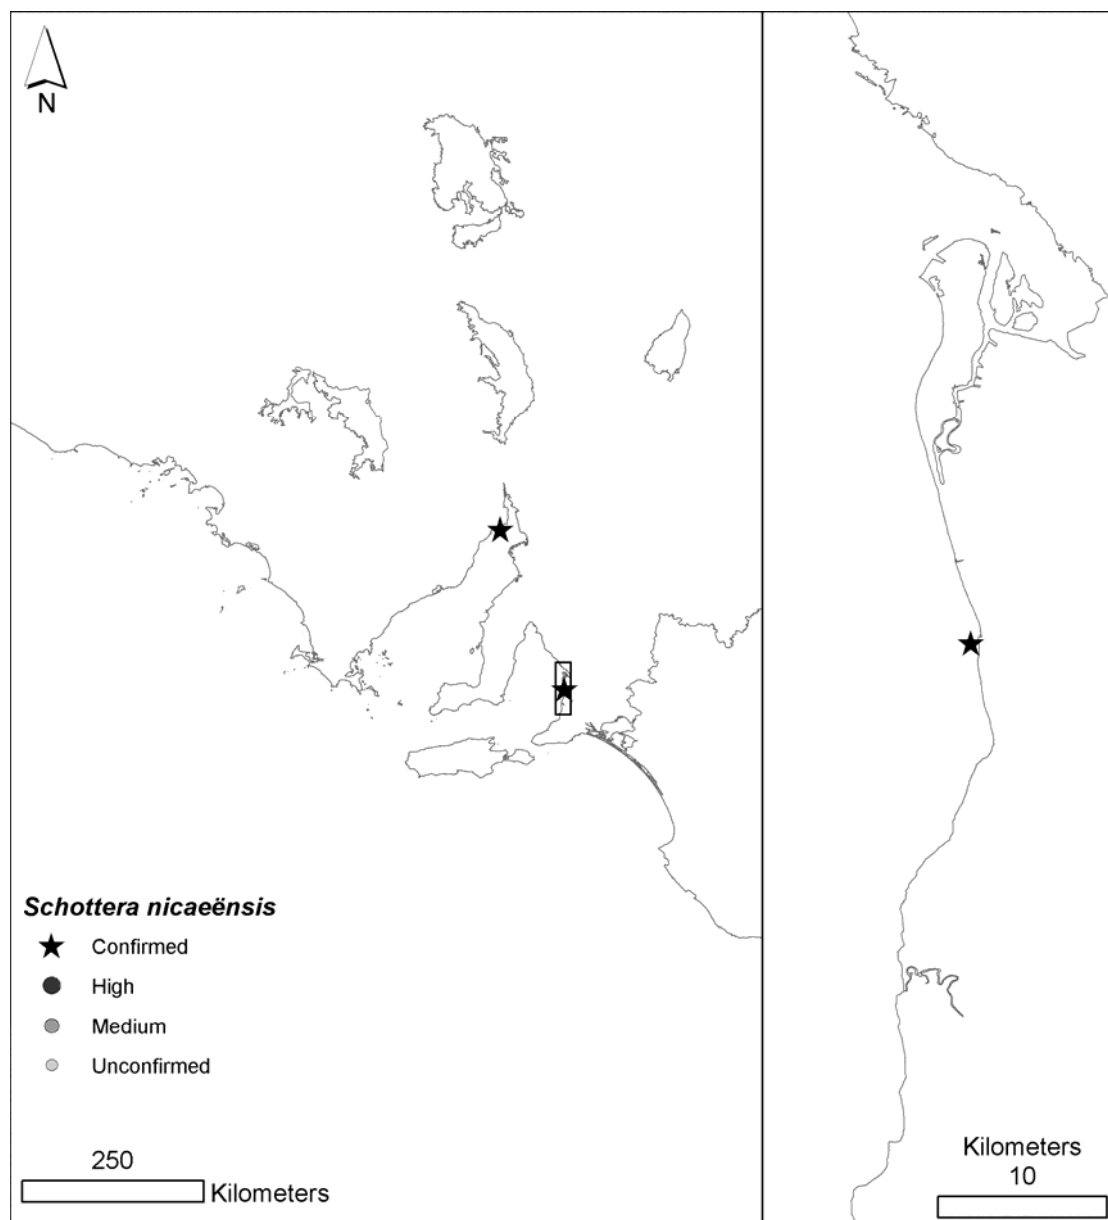 N
Schottera nicaeënsis
Confirmed
High
Medium
Unconfirmed
250
Kilometers
Kilometers
10